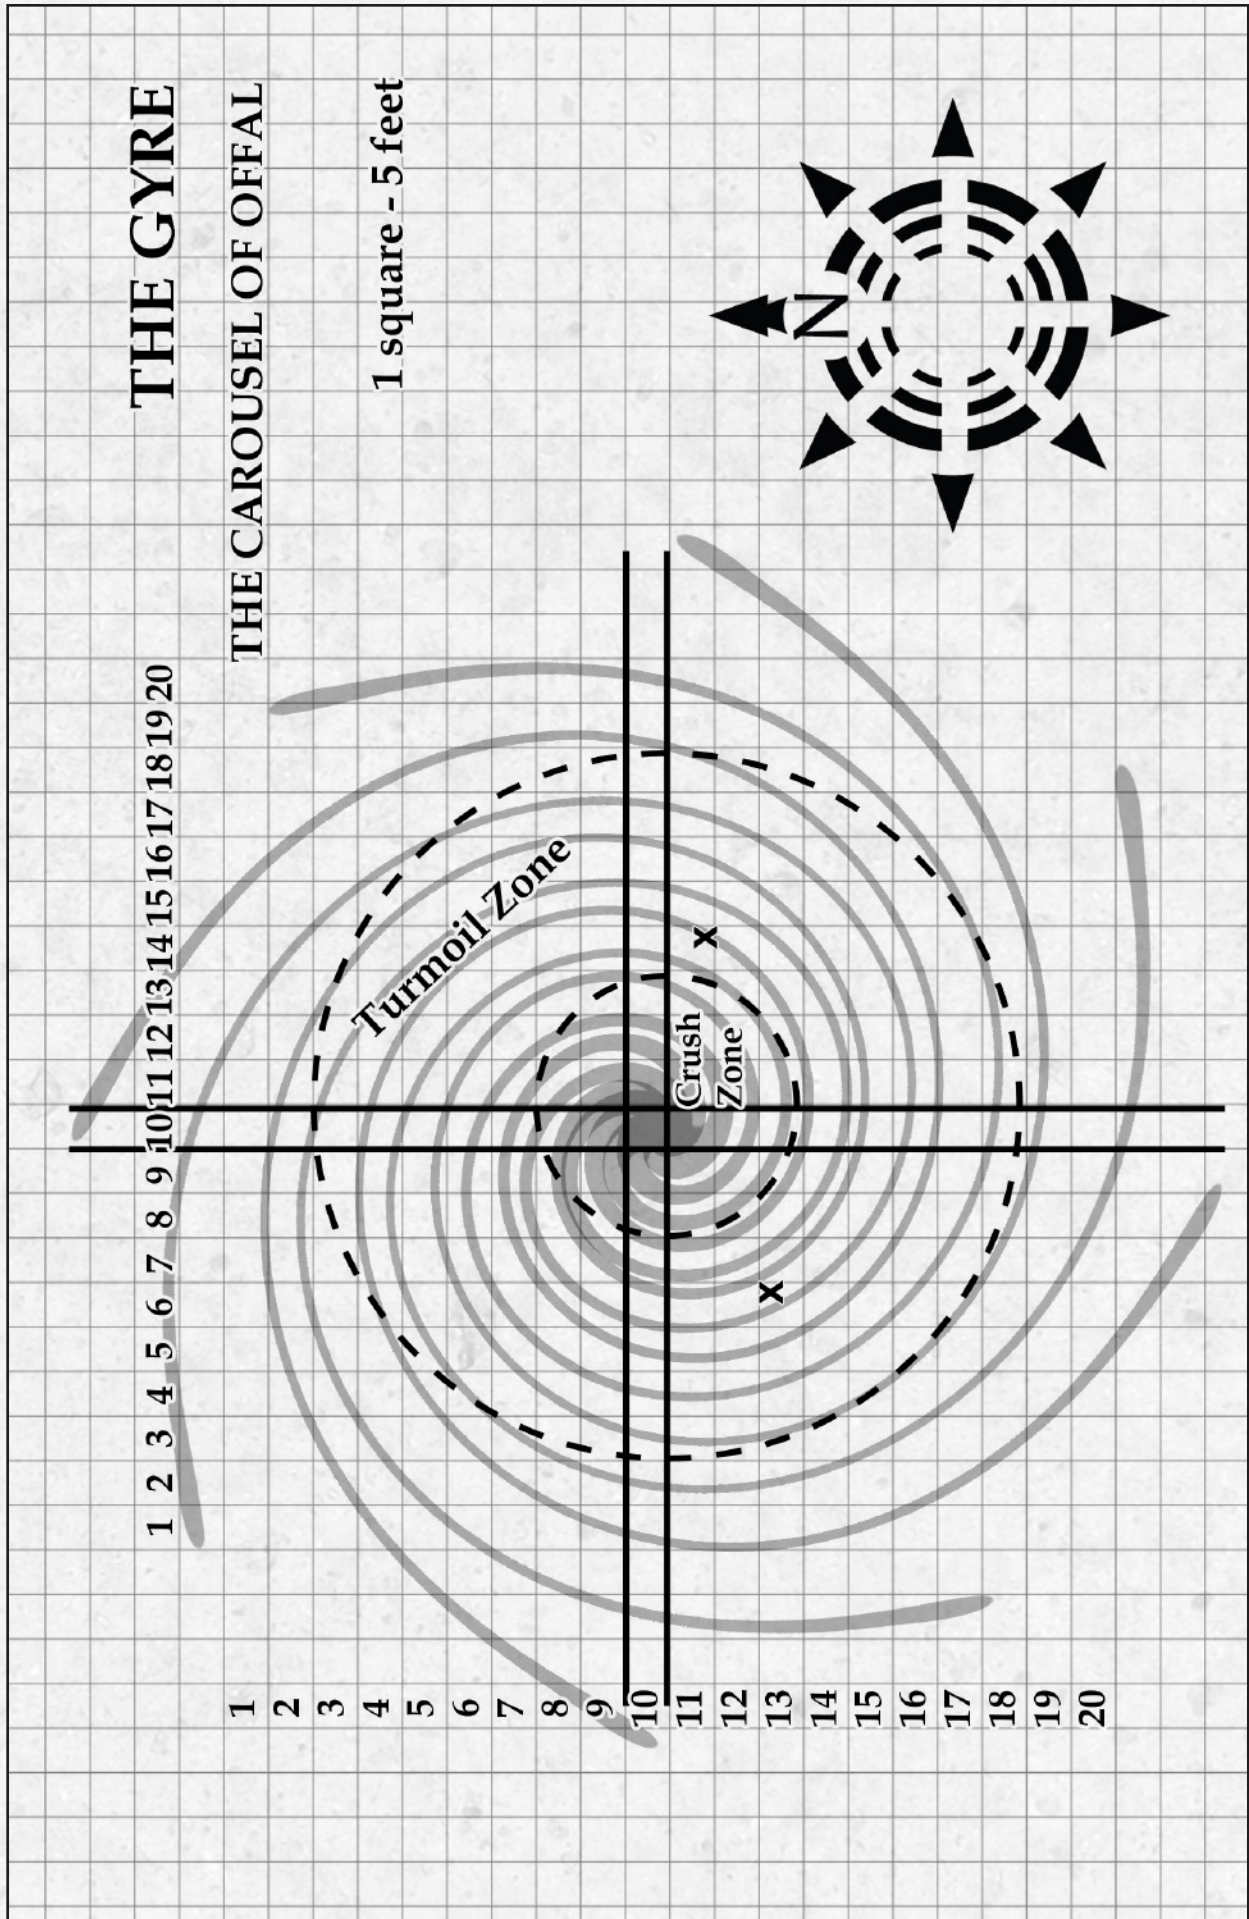 THE GYRE
THE CAROUSEL OF OFFAL
1 square - 5 feet
N
1 2 3 4 5 6 7 8 9 10 11 12 13 14 15 16 17 18 19 20
1
2
3
4
5
6
7
8
9
10
11
12
13
14
15
16
17
18
19
20
Turmoil Zone
Crush
Zone
x
x